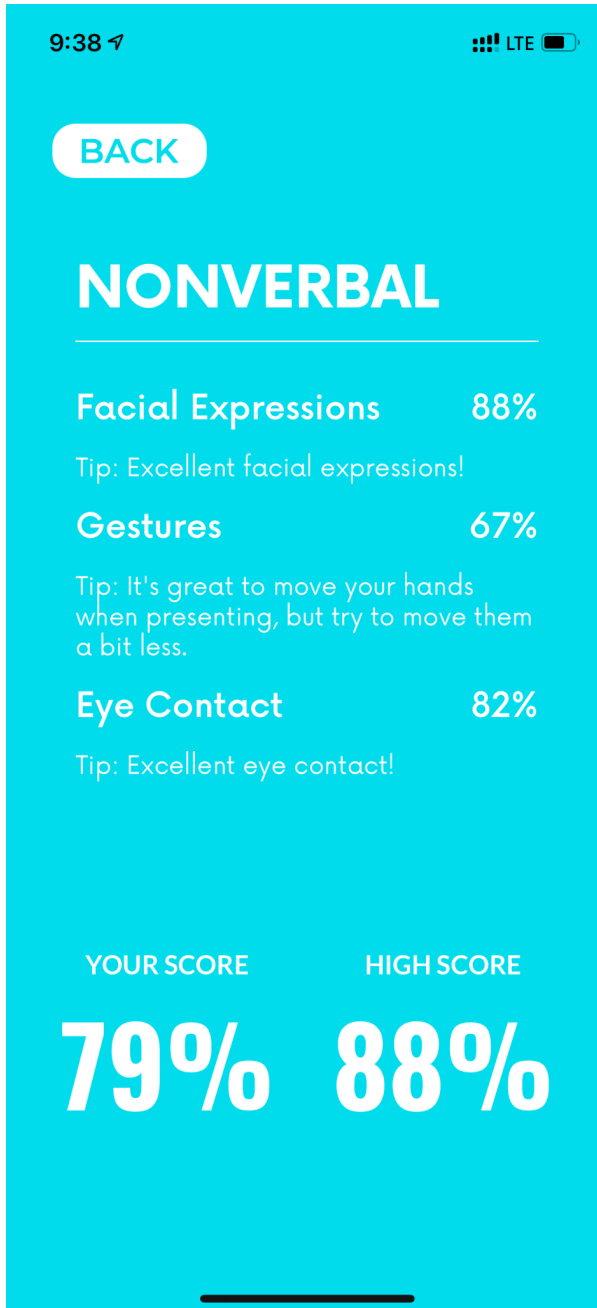 9:38
LTE
BACK
NONVERBAL
Facial Expressions 88%
Tip: Excellent facial expressions!
Gestures 67%
Tip: It's great to move your hands
when presenting, but try to move them
a bit less.
Eye Contact 82%
Tip: Excellent eye contact!
YOUR SCORE HIGH SCORE
79% 88%